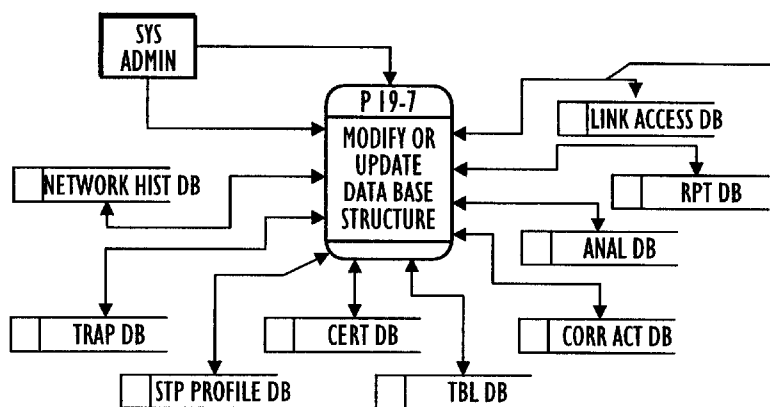 SYS
ADMIN
P 19-7
MODIFY OR
UPDATE
DATA BASE
STRUCTURE
LINK ACCESS DB
NETWORK HIST DB
RPT DB
ANAL DB
TRAP DB
CERT DB
CORR ACT DB
STP PROFILE DB
TBL DB